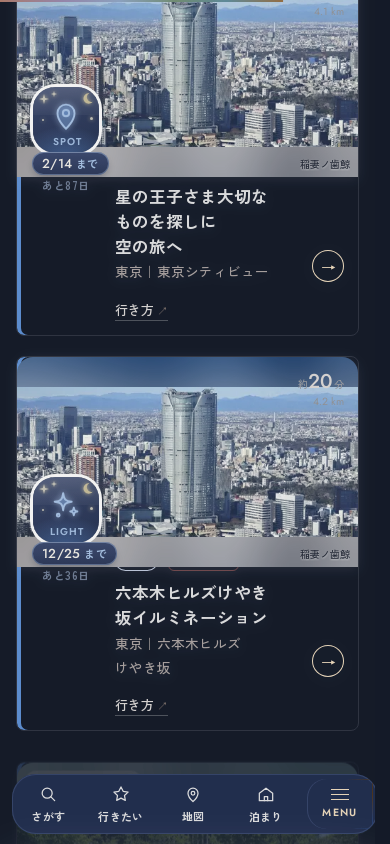 SPOT
2/14 まで
稲妻ノ歯鯨
あと87日
星の王子さま大切な
ものを探しに
空の旅へ
東京｜東京シティビュー
→
行き方 ↗
約20分
LIGHT
12/25 まで
稲妻ノ歯鯨
あと36日
六本木ヒルズけやき
坂イルミネーション
東京｜六本木ヒルズ
けやき坂
→
行き方 ↗
さがす 行きたい 地図 泊まり MENU